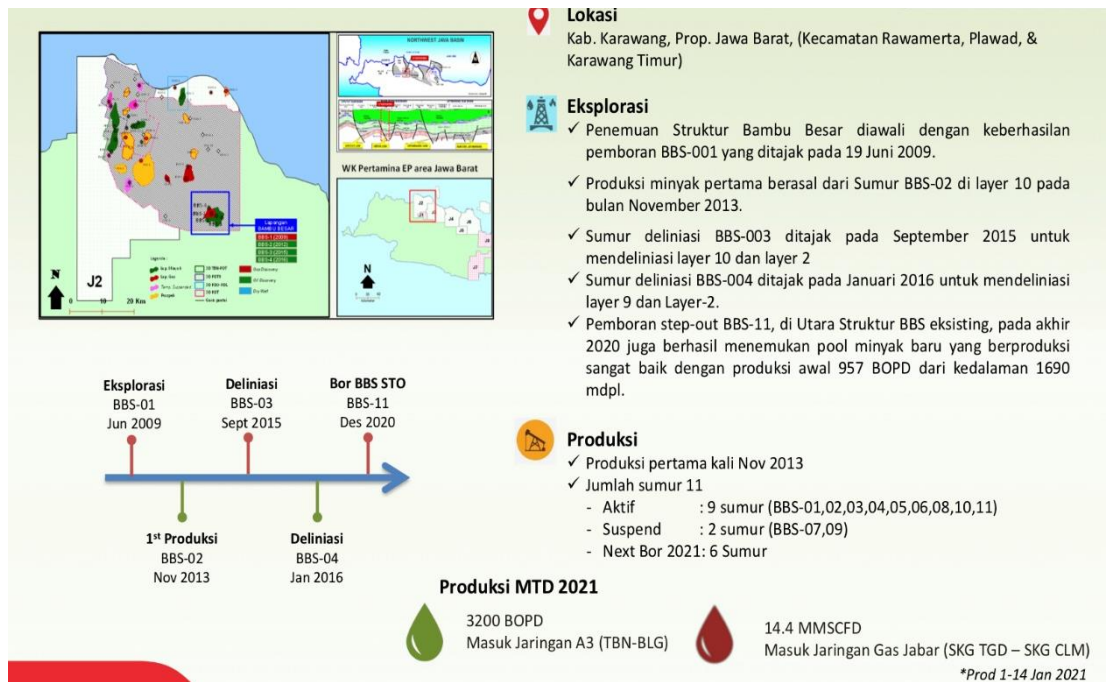 Lokasi
Kab. Karawang, Prop. Jawa Barat, (Kecamatan Rawamerta, Plawad, &
Karawang Timur)
Eksplorasi
✓ Penemuan Struktur Bambu Besar diawali dengan keberhasilan
pemboran BBS-001 yang ditajak pada 19 Juni 2009.
✓ Produksi minyak pertama berasal dari Sumur BBS-02 di layer 10 pada
bulan November 2013.
✓ Sumur deliniasi BBS-003 ditajak pada September 2015 untuk
mendeliniasi layer 10 dan layer 2
✓ Sumur deliniasi BBS-004 ditajak pada Januari 2016 untuk mendeliniasi
layer 9 dan Layer-2.
✓ Pemboran step-out BBS-11, di Utara Struktur BBS eksisting, pada akhir
2020 juga berhasil menemukan pool minyak baru yang berproduksi
sangat baik dengan produksi awal 957 BOPD dari kedalaman 1690
mdpl.
NORTHWEST JAVA BASIN
WK Pertamina EP area Jawa Barat
Lapangan
BAMBU BESAR
BBS-1 (2009)
J2
N
0 10 20 Km
N
Eksplorasi
BBS-01
Jun 2009
Deliniasi
BBS-03
Sept 2015
Bor BBS STO
BBS-11
Des 2020
1st Produksi
BBS-02
Nov 2013
Deliniasi
BBS-04
Jan 2016
Produksi
✓ Produksi pertama kali Nov 2013
✓ Jumlah sumur 11
- Aktif : 9 sumur (BBS-01,02,03,04,05,06,08,10,11)
- Suspend : 2 sumur (BBS-07,09)
- Next Bor 2021: 6 Sumur
Produksi MTD 2021
3200 BOPD
Masuk Jaringan A3 (TBN-BLG)
14.4 MMSCFD
Masuk Jaringan Gas Jabar (SKG TGD – SKG CLM)
*Prod 1-14 Jan 2021